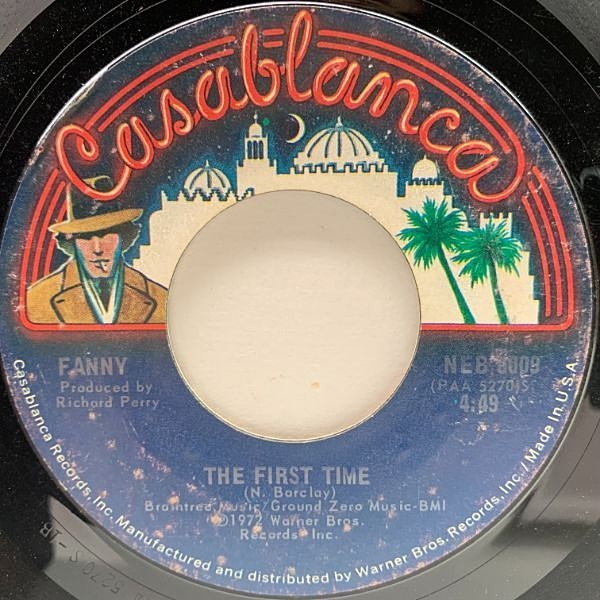 Casablanca
FANNY
Produced by
Richard Perry
NEB 0009
(PAA 5270)S
4:49
THE FIRST TIME
(N. Barclay)
Braintree Music/Ground Zero Music-BMI
©1972 Warner Bros.
Records, Inc.
Casablanca Records, Inc. Manufactured and distributed by Warner Bros. Records, Inc./Made in U.S.A.